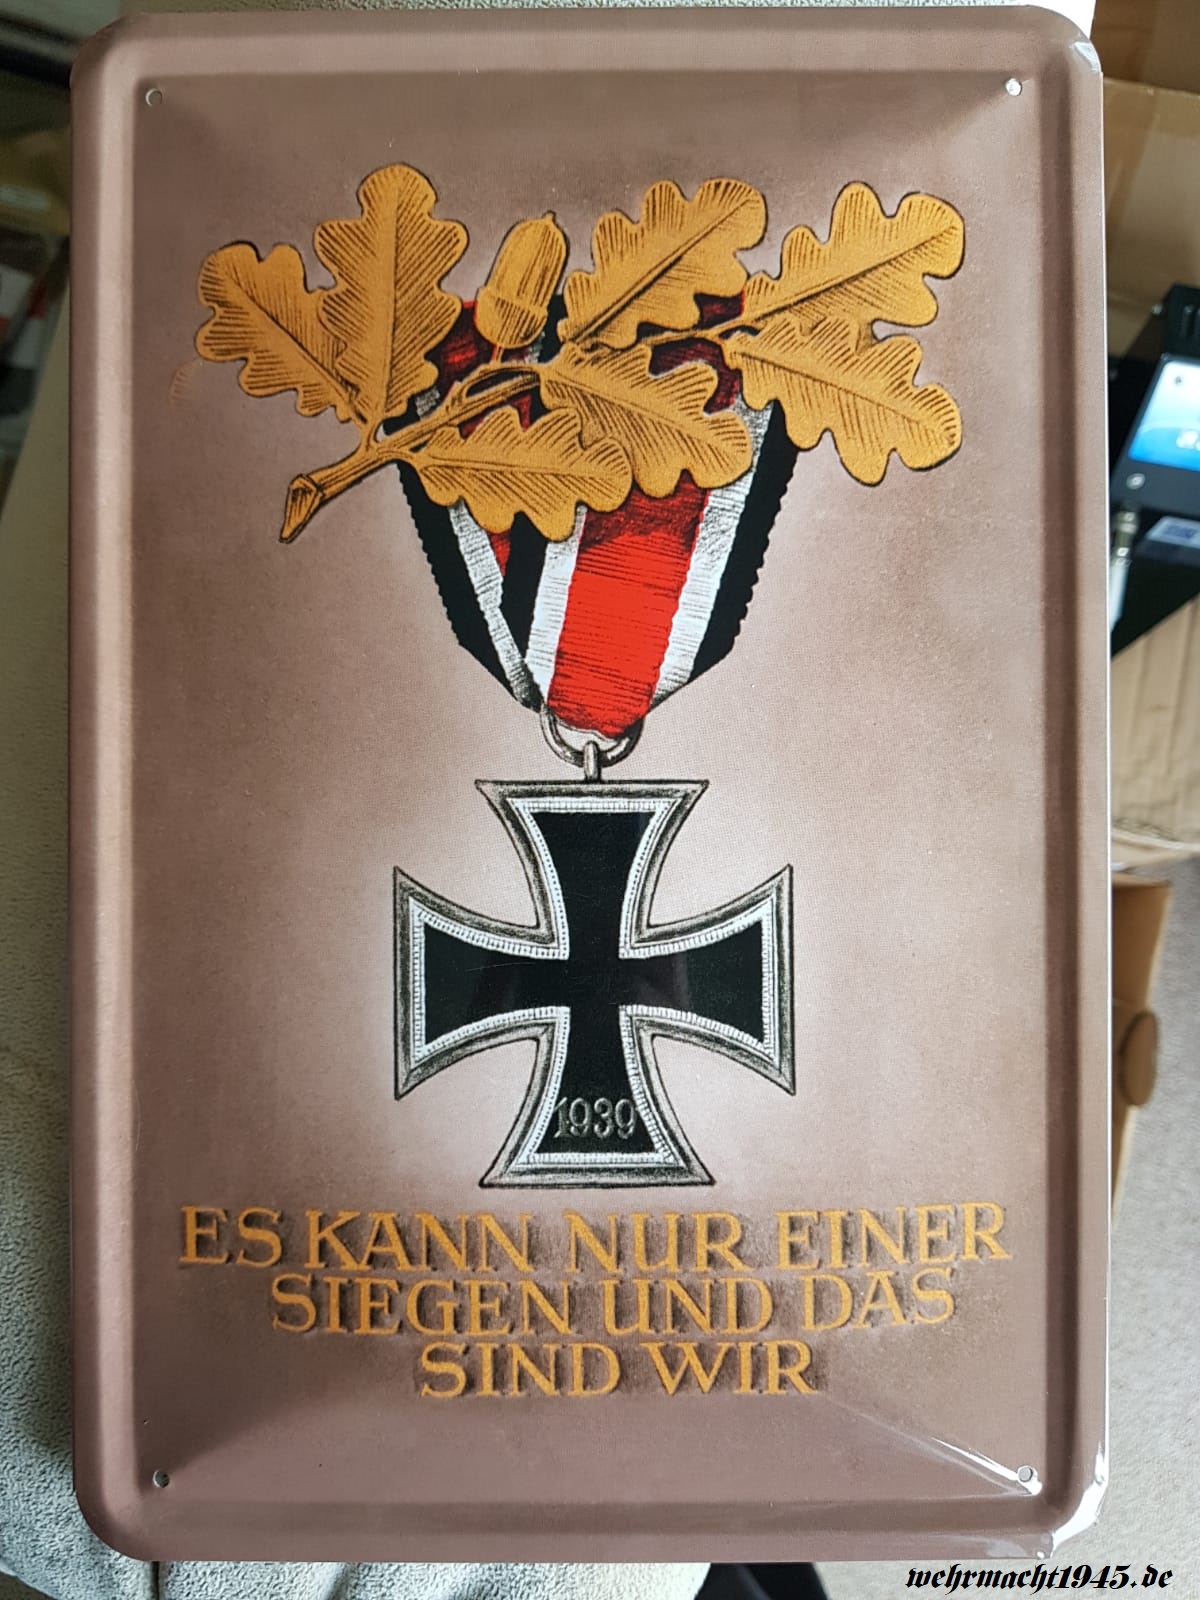 1939
ES KANN NUR EINER
SIEGEN UND DAS
SIND WIR
wehrmacht1945.de